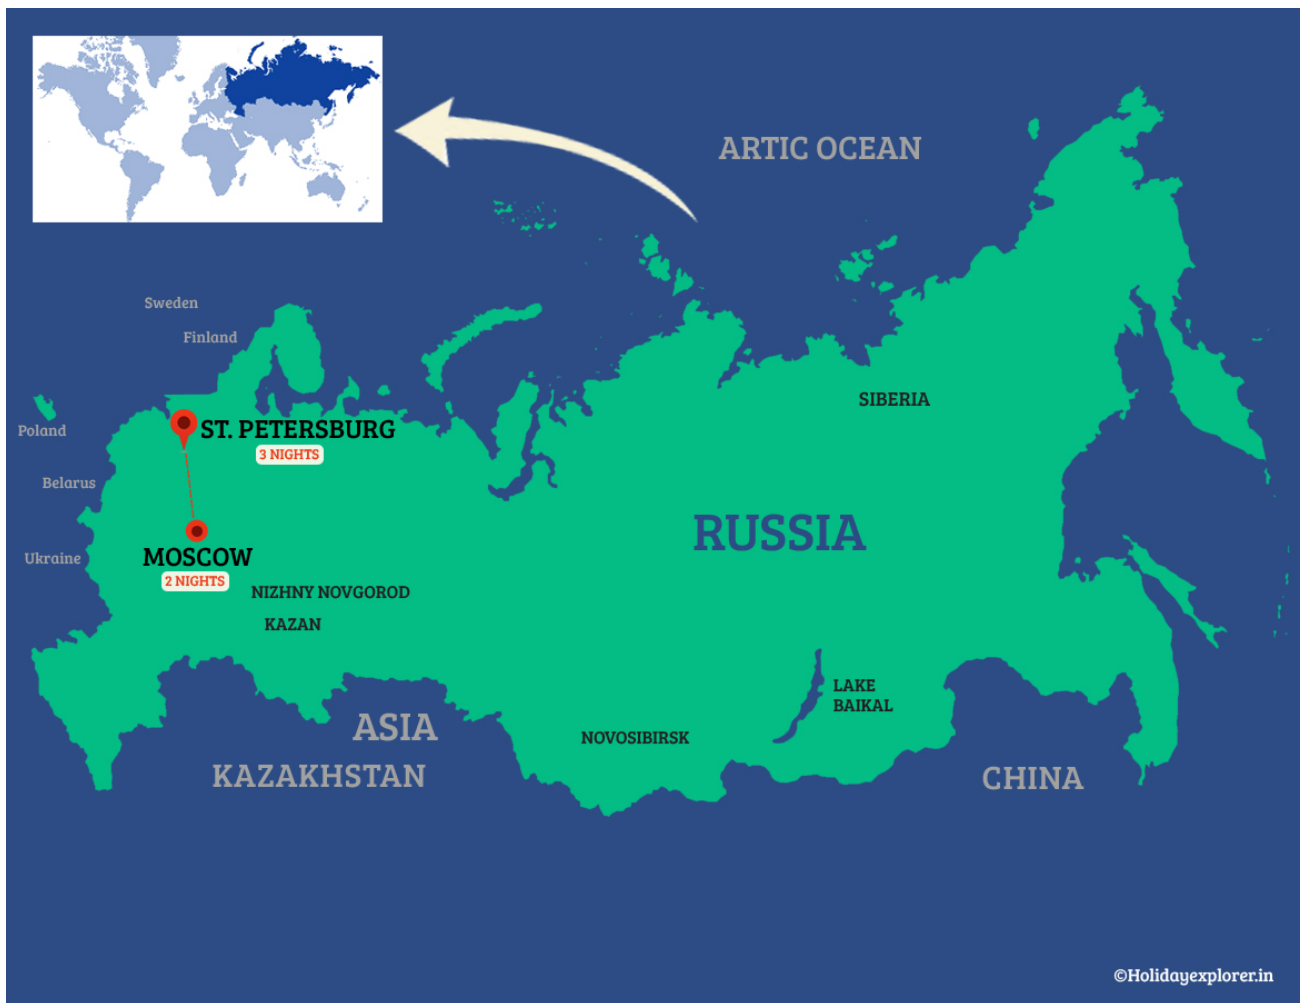 ARTIC OCEAN
Sweden
Finland
SIBERIA
Poland
ST. PETERSBURG
3 NIGHTS
Belarus
RUSSIA
Ukraine
MOSCOW
2 NIGHTS
NIZHNY NOVGOROD
KAZAN
LAKE
BAIKAL
ASIA
NOVOSIBIRSK
KAZAKHSTAN
CHINA
©Holidayexplorer.in